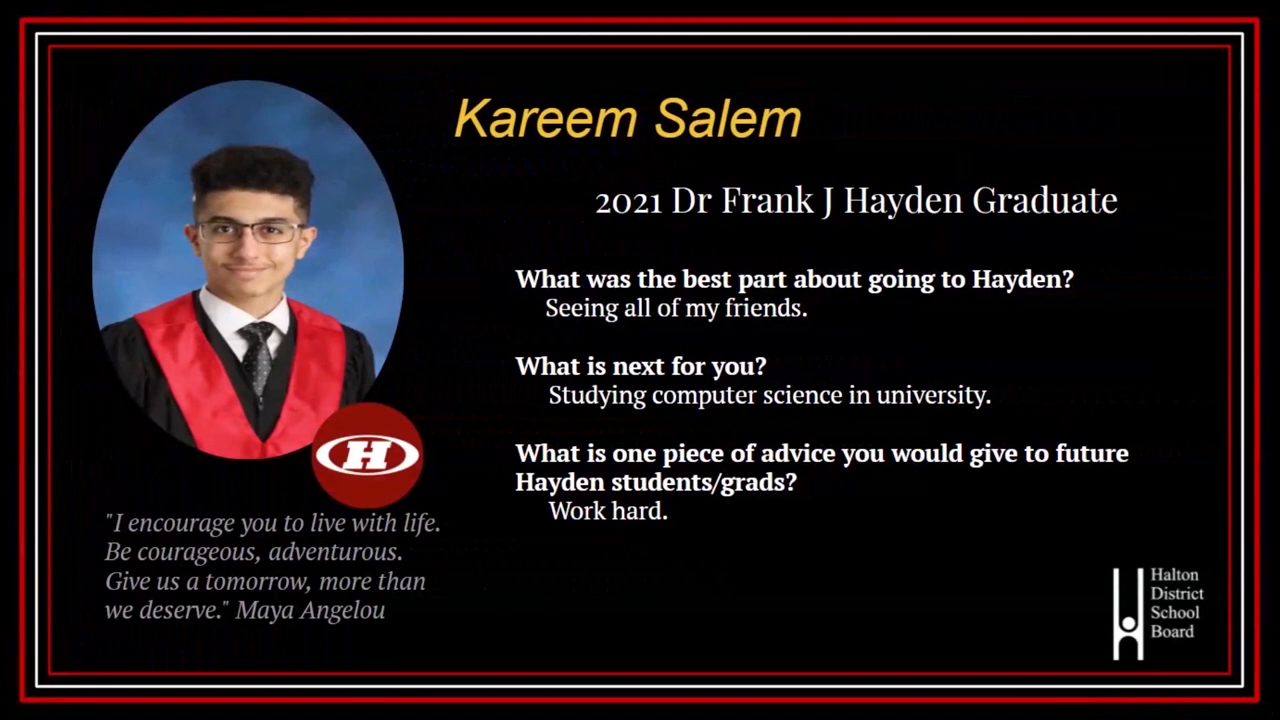 Kareem Salem
2021 Dr Frank J Hayden Graduate
What was the best part about going to Hayden?
Seeing all of my friends.
What is next for you?
Studying computer science in university.
What is one piece of advice you would give to future
Hayden students/grads?
Work hard.
H
"I encourage you to live with life.
Be courageous, adventurous.
Give us a tomorrow, more than
we deserve." Maya Angelou
Halton
District
School
Board